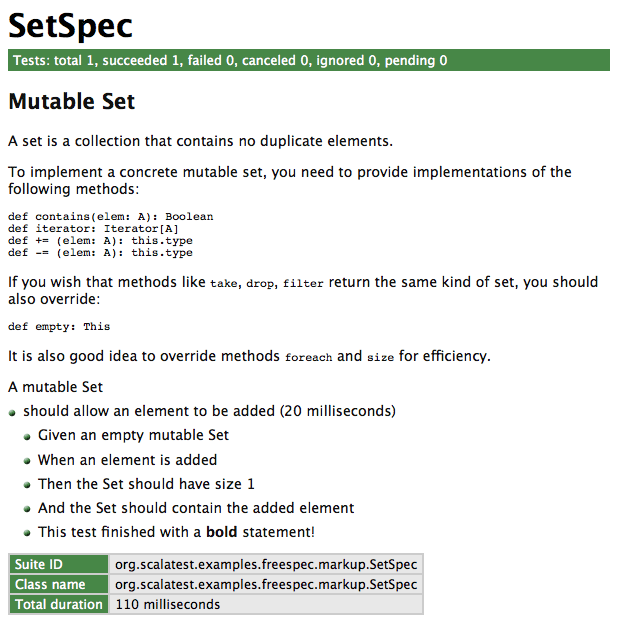 SetSpec
Tests: total 1, succeeded 1, failed 0, canceled 0, ignored 0, pending 0
Mutable Set
A set is a collection that contains no duplicate elements.
To implement a concrete mutable set, you need to provide implementations of the
following methods:
def contains(elem: A): Boolean
def iterator: Iterator[A]
def += (elem: A): this.type
def -= (elem: A): this.type
If you wish that methods like take, drop, filter return the same kind of set, you should
also override:
def empty: This
It is also good idea to override methods foreach and size for efficiency.
A mutable Set
should allow an element to be added (20 milliseconds)
Given an empty mutable Set
When an element is added
Then the Set should have size 1
And the Set should contain the added element
This test finished with a bold statement!
Suite ID org.scalatest.examples.freespec.markup.SetSpec
Class name org.scalatest.examples.freespec.markup.SetSpec
Total duration 110 milliseconds